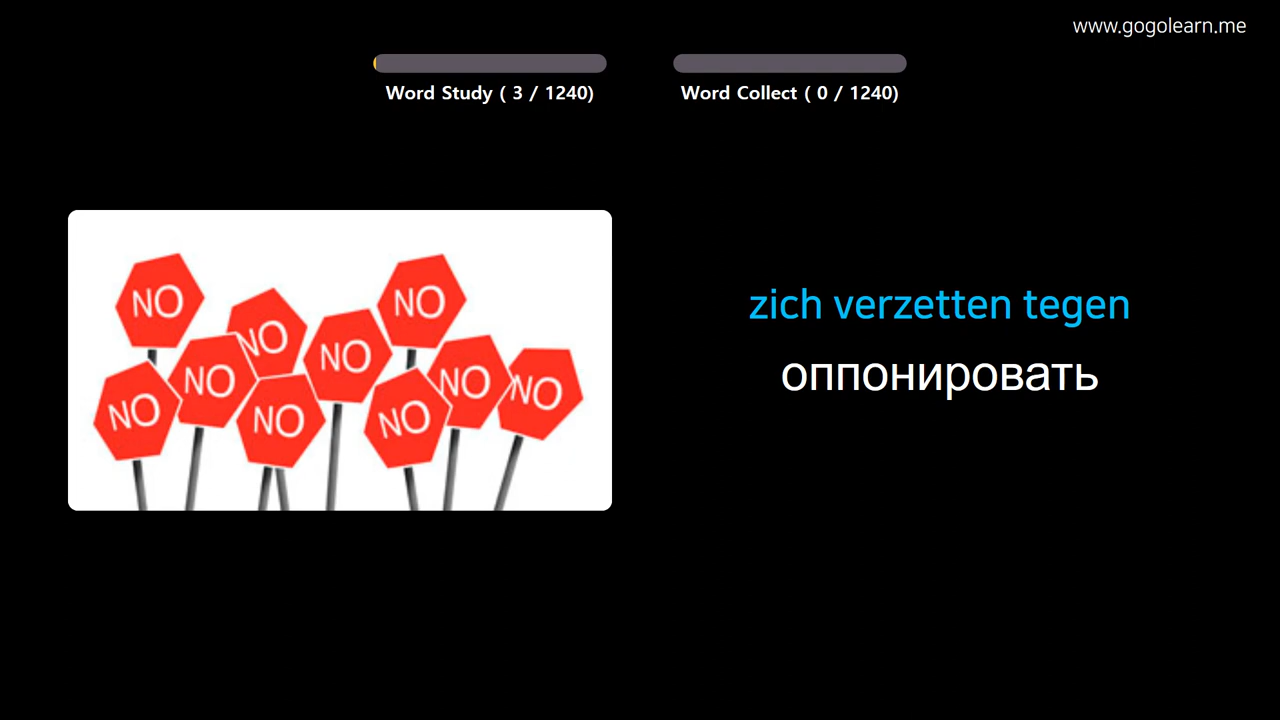 www.gogolearn.me
Word Study ( 3 / 1240)
Word Collect ( 0 / 1240)
NO
NO
NO
NO
NO
NO
NO
NO
NO
NO
zich verzetten tegen
оппонировать